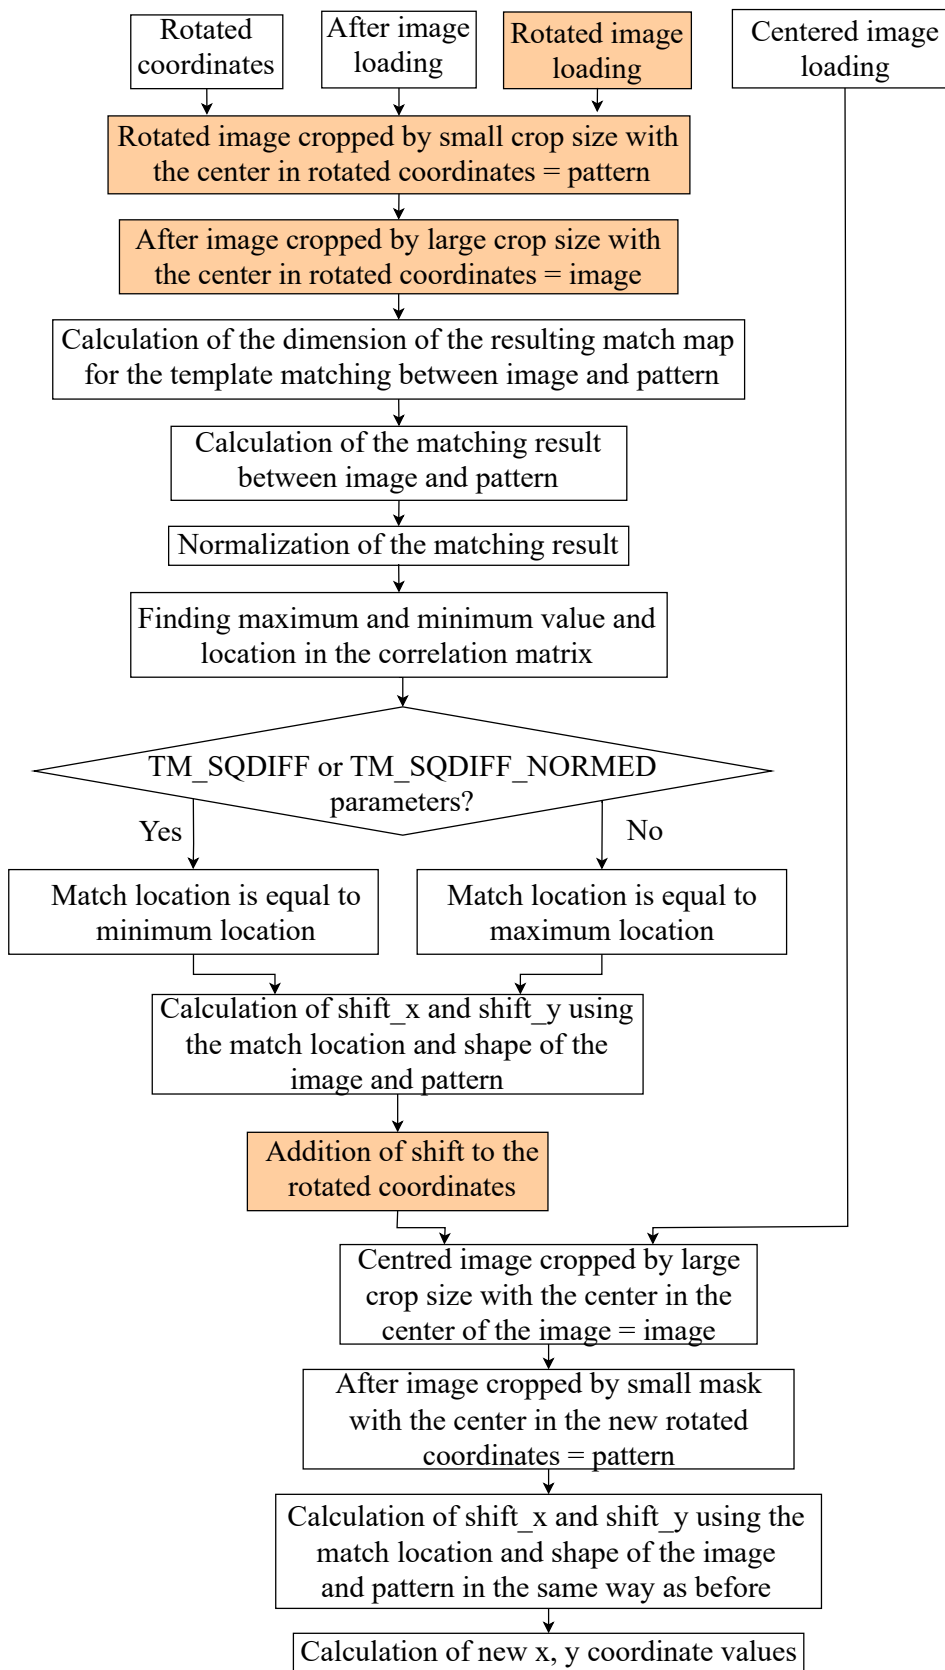 Rotated
coordinates
After image
loading
Rotated image
loading
Centered image
loading
Rotated image cropped by small crop size with
the center in rotated coordinates = pattern
After image cropped by large crop size with
the center in rotated coordinates = image
Calculation of the dimension of the resulting match map
for the template matching between image and pattern
Calculation of the matching result
between image and pattern
Normalization of the matching result
Finding maximum and minimum value and
location in the correlation matrix
TM_SQDIFF or TM_SQDIFF_NORMED
parameters?
Yes
No
Match location is equal to
minimum location
Match location is equal to
maximum location
Calculation of shift_x and shift_y using
the match location and shape of the
image and pattern
Addition of shift to the
rotated coordinates
Centred image cropped by large
crop size with the center in the
center of the image = image
After image cropped by small mask
with the center in the new rotated
coordinates = pattern
Calculation of shift_x and shift_y using the
match location and shape of the image
and pattern in the same way as before
Calculation of new x, y coordinate values